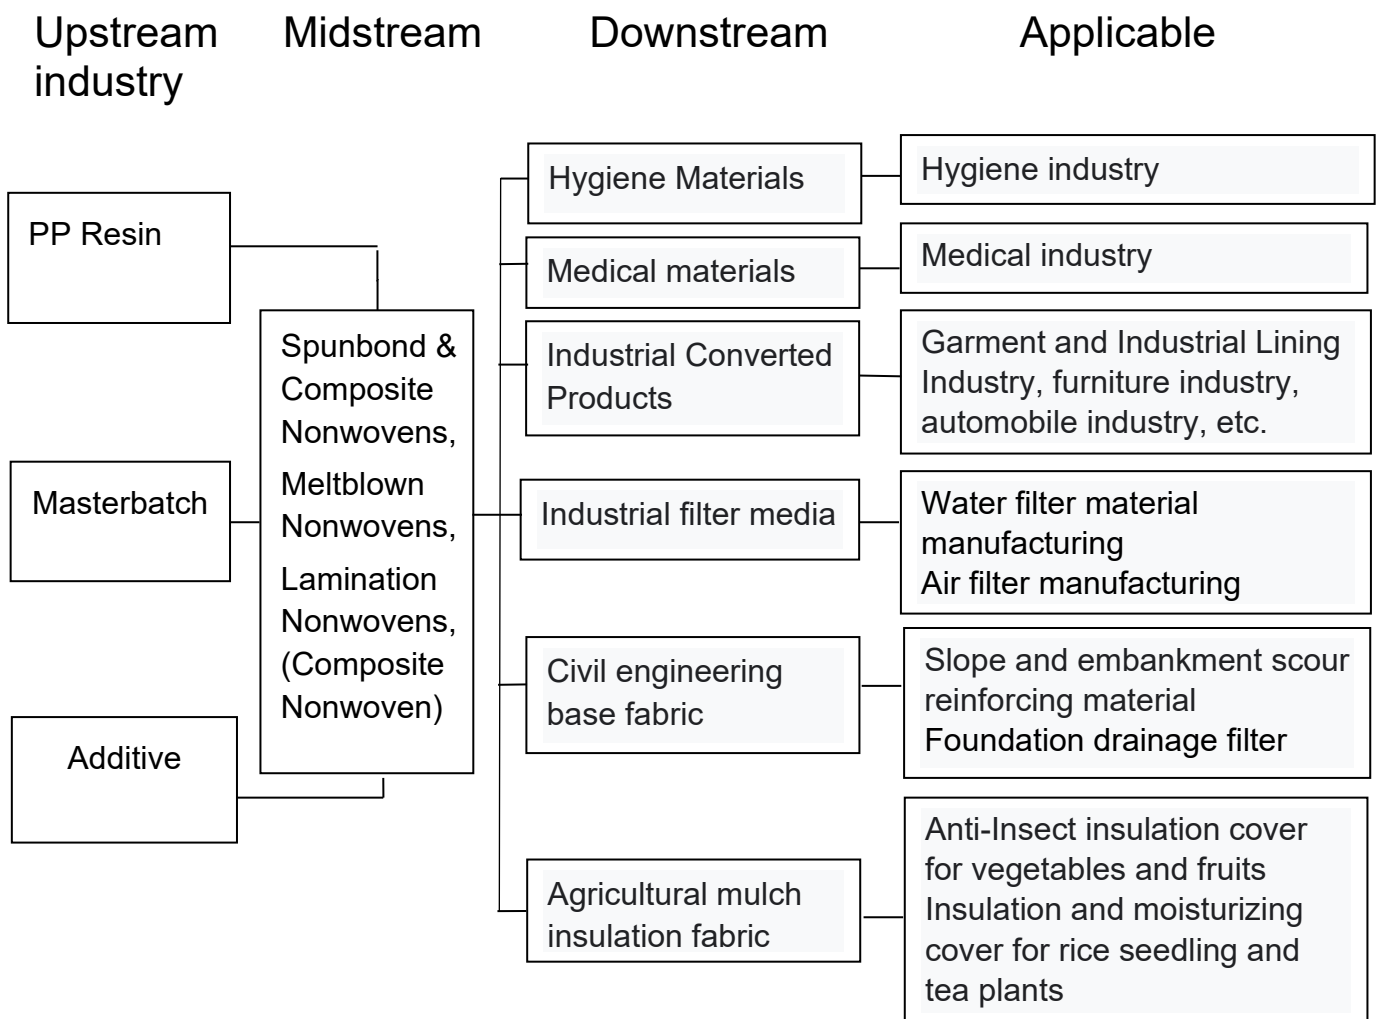 Upstream
industry
Midstream
Downstream
Applicable
PP Resin
Masterbatch
Additive
Spunbond &
Composite
Nonwovens,
Meltblown
Nonwovens,
Lamination
Nonwovens,
(Composite
Nonwoven)
Hygiene Materials
Hygiene industry
Medical materials
Medical industry
Industrial Converted
Products
Garment and Industrial Lining
Industry, furniture industry,
automobile industry, etc.
Industrial filter media
Water filter material
manufacturing
Air filter manufacturing
Civil engineering
base fabric
Slope and embankment scour
reinforcing material
Foundation drainage filter
Agricultural mulch
insulation fabric
Anti-Insect insulation cover
for vegetables and fruits
Insulation and moisturizing
cover for rice seedling and
tea plants